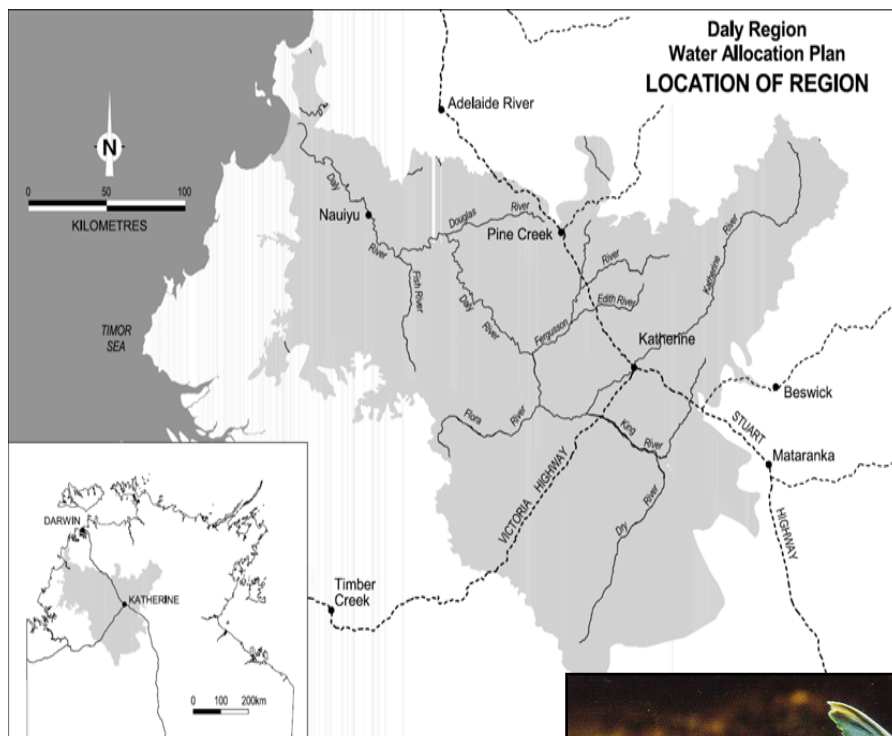 Daly Region
Water Allocation Plan
LOCATION OF REGION
Adelaide River
N
0 50 100
KILOMETRES
Daly
River
Nauiyu
Douglas
River
Pine Creek
Fish River
Daly
River
River
Fergusson
Edith River
Katherine
River
Katherine
TIMOR
SEA
Beswick
Flora
River
King
River
STUART
HIGHWAY
Mataranka
VICTORIA HIGHWAY
Dry
River
Timber
Creek
DARWIN
KATHERINE
0 100 200km